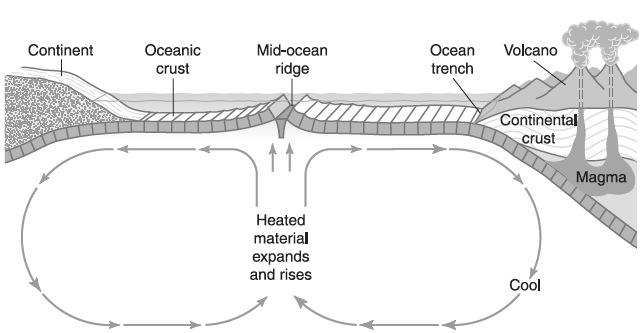 Continent
Oceanic
crust
Mid-ocean
ridge
Ocean
trench
Volcano
Continental
crust
Magma
Heated
material
expands
and rises
Cool